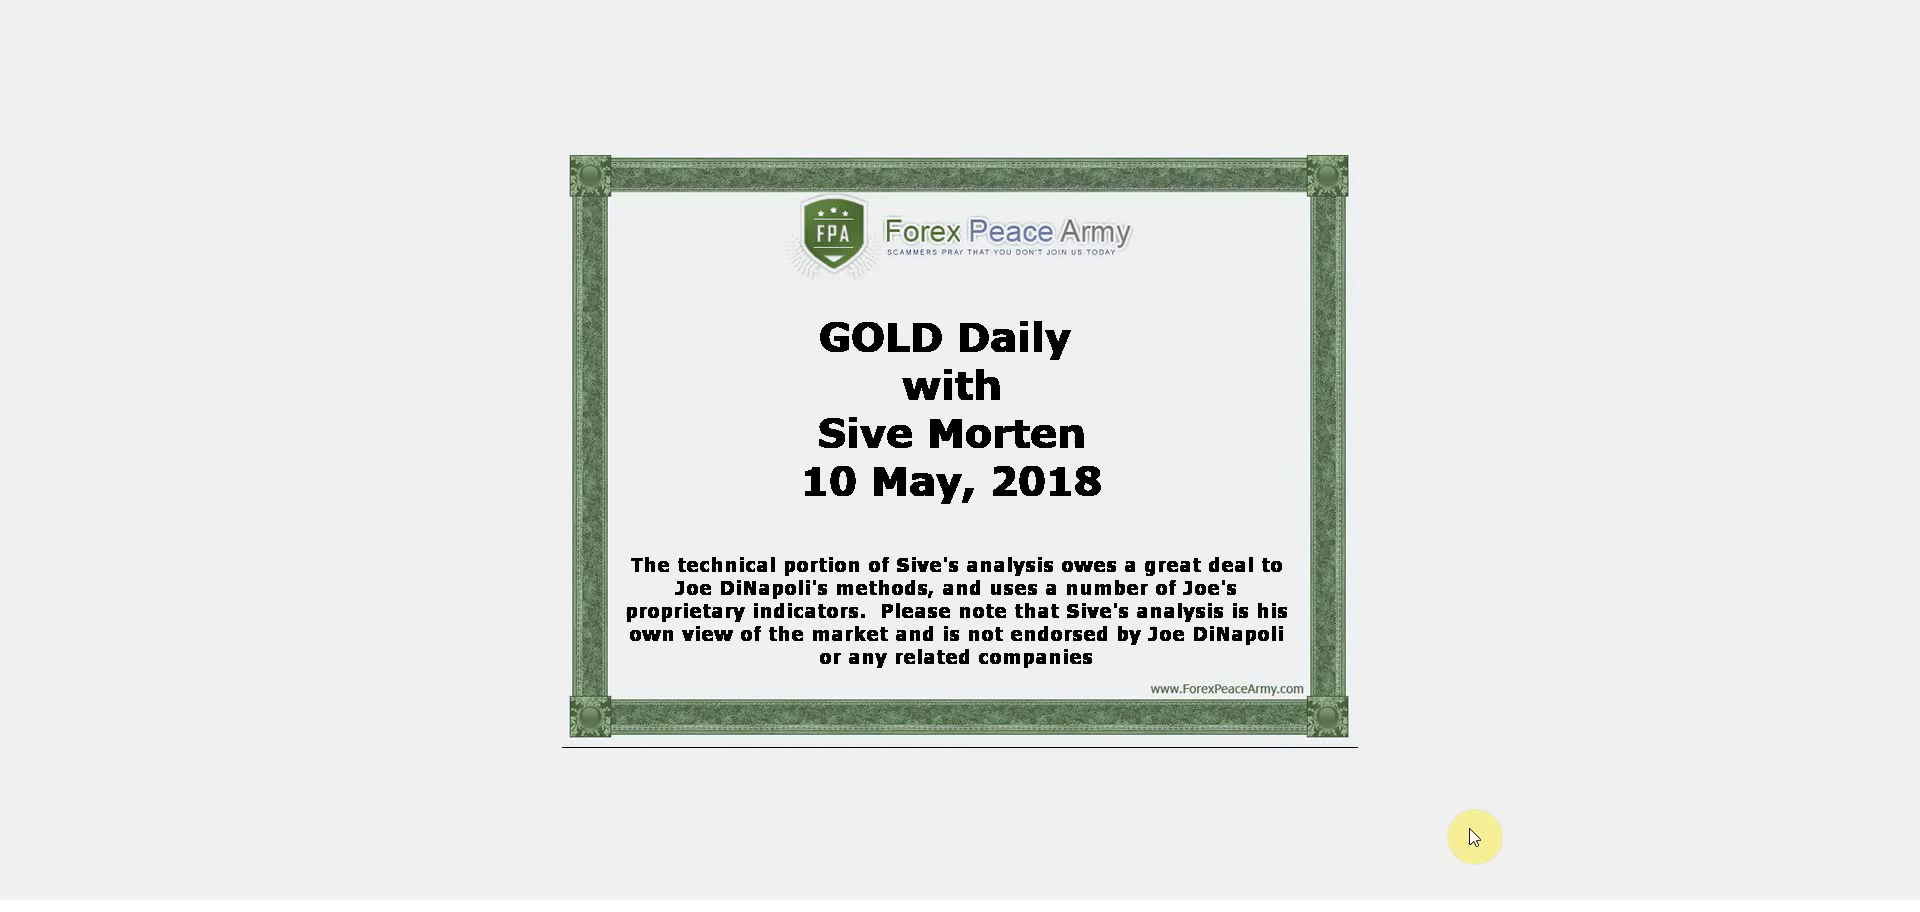 FPA
Forex Peace Army
SCAMMERS PRAY THAT YOU DON'T JOIN US TODAY
GOLD Daily
with
Sive Morten
10 May, 2018
The technical portion of Sive's analysis owes a great deal to
Joe DiNapoli's methods, and uses a number of Joe's
proprietary indicators.  Please note that Sive's analysis is his
own view of the market and is not endorsed by Joe DiNapoli
or any related companies
www.ForexPeaceArmy.com